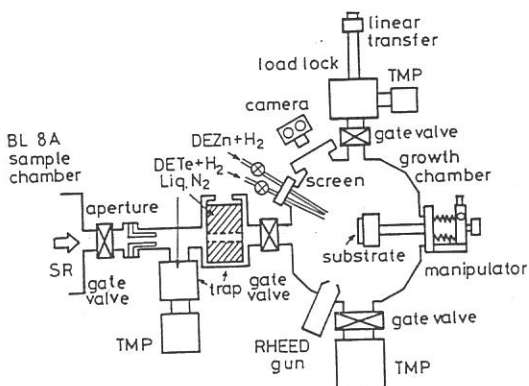 linear
transfer
load lock
TMP
camera
gate valve
BL 8A
sample
chamber
DEZn+H2
DETe+H2
Liq. N2
screen
growth
chamber
aperture
substrate
SR
gate
valve
trap
gate
valve
manipulator
TMP
RHEED
gun
gate valve
TMP